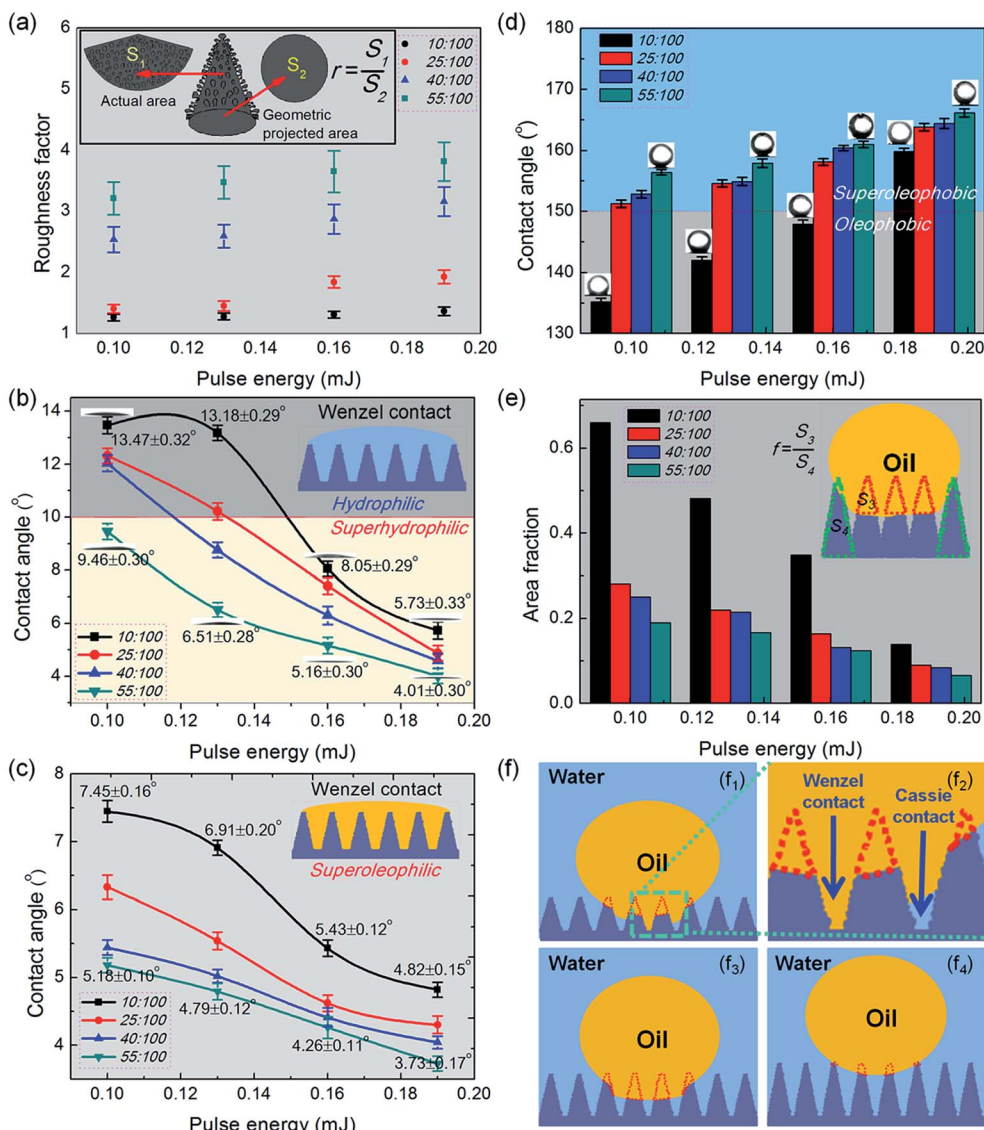 (a)
6
5
4
3
2
1
Roughness factor
S1
Actual area
S2
Geometric
projected area
r = S1/S2
10:100
25:100
40:100
55:100
0.10 0.12 0.14 0.16 0.18 0.20
Pulse energy (mJ)
(b)
14
12
10
8
6
4
Contact angle (°)
13.47±0.32°
13.18±0.29°
Wenzel contact
Hydrophilic
Superhydrophilic
9.46±0.30°
8.05±0.29°
6.51±0.28°
5.73±0.33°
5.16±0.30°
4.01±0.30°
10:100
25:100
40:100
55:100
0.10 0.12 0.14 0.16 0.18 0.20
Pulse energy (mJ)
(c)
8
7
6
5
4
Contact angle (°)
7.45±0.16°
6.91±0.20°
Wenzel contact
Superoleophilic
5.43±0.12°
4.82±0.15°
5.18±0.10°
4.79±0.12°
4.26±0.11°
3.73±0.17°
10:100
25:100
40:100
55:100
0.10 0.12 0.14 0.16 0.18 0.20
Pulse energy (mJ)
(d)
180
170
160
150
140
130
Contact angle (°)
10:100
25:100
40:100
55:100
Superoleophobic
Oleophobic
0.10 0.12 0.14 0.16 0.18 0.20
Pulse energy (mJ)
(e)
0.6
0.4
0.2
0.0
Area fraction
10:100
25:100
40:100
55:100
f = S3/S4
Oil
S3
S4
0.10 0.12 0.14 0.16 0.18 0.20
Pulse energy (mJ)
(f)
Water
(f1)
Oil
Wenzel
contact
Cassie
contact
(f2)
Water
(f3)
Oil
Water
(f4)
Oil